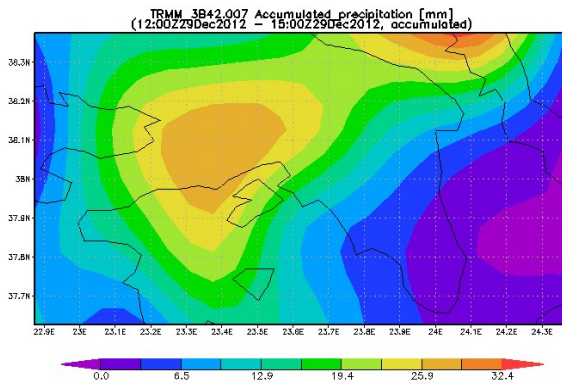 TRMM_3B42.007 Accumulated precipitation [mm]
(12:00Z29Dec2012 – 15:00Z29Dec2012, accumulated)
38.3N
38.2N
38.1N
38N
37.9N
37.8N
37.7N
22.9E 23E 23.1E 23.2E 23.3E 23.4E 23.5E 23.6E 23.7E 23.8E 23.9E 24E 24.1E 24.2E 24.3E
0.0 6.5 12.9 19.4 25.9 32.4